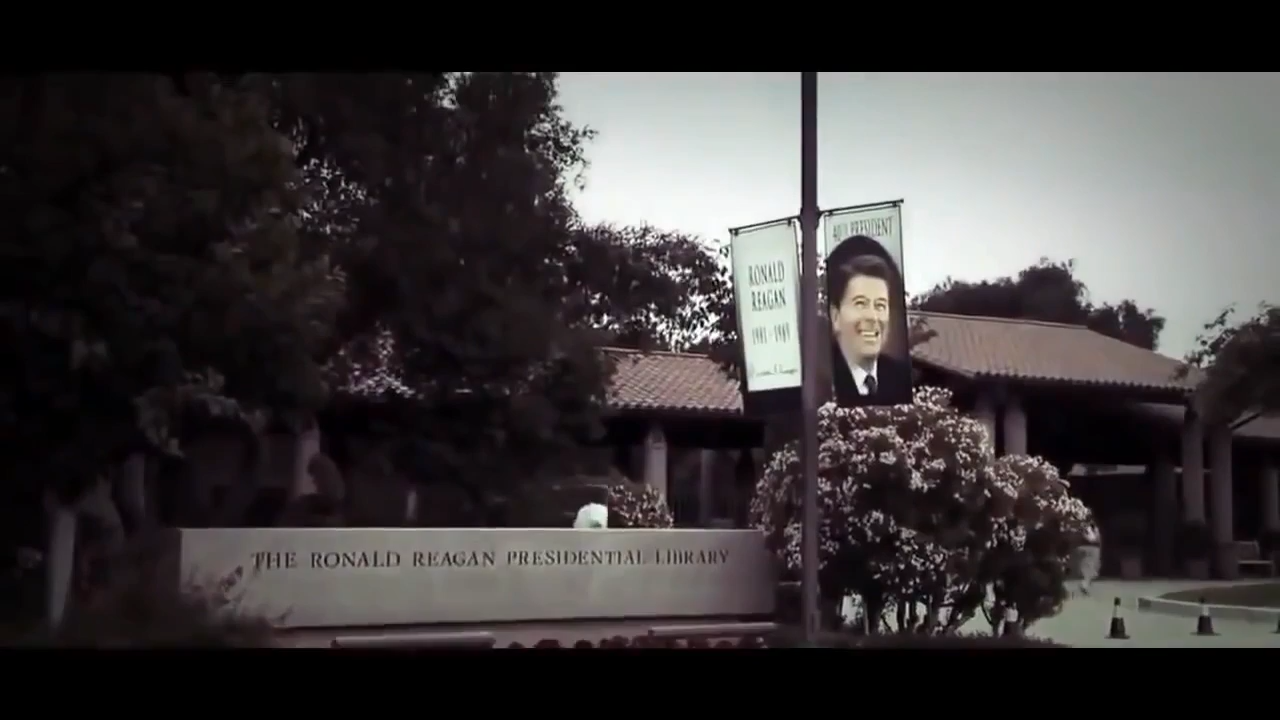 RONALD
REAGAN
1981 - 1989
40TH PRESIDENT
THE RONALD REAGAN PRESIDENTIAL LIBRARY